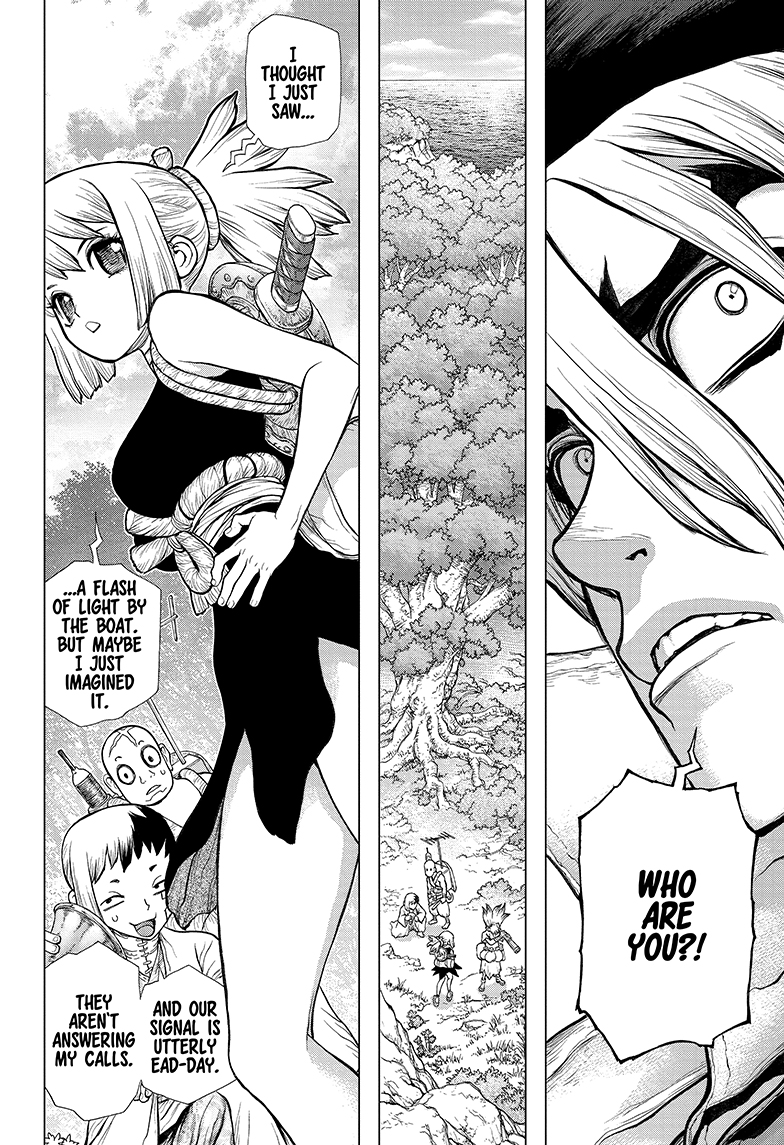 WHO
ARE
YOU?!
I
THOUGHT
I JUST
SAW...
...A FLASH
OF LIGHT BY
THE BOAT.
BUT MAYBE
I JUST
IMAGINED
IT.
AND OUR
SIGNAL IS
UTTERLY
EAD-DAY.
THEY
AREN'T
ANSWERING
MY CALLS.